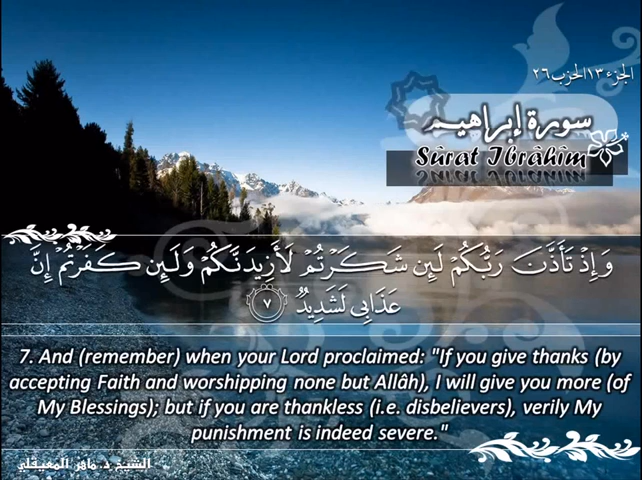 الجزء ١٣ الحزب ٢٦
سورة إبراهيم
Sûrat Ibrâhîm
وَإِذْ تَأَذَّنَ رَبُّكُمْ لَئِن شَكَرْتُمْ لَأَزِيدَنَّكُمْ وَلَئِن كَفَرْتُمْ إِنَّ
عَذَابِى لَشَدِيدٌ ٧
7. And (remember) when your Lord proclaimed: "If you give thanks (by
accepting Faith and worshipping none but Allâh), I will give you more (of
My Blessings); but if you are thankless (i.e. disbelievers), verily My
punishment is indeed severe."
الشيخ د. ماهر المعيقلي